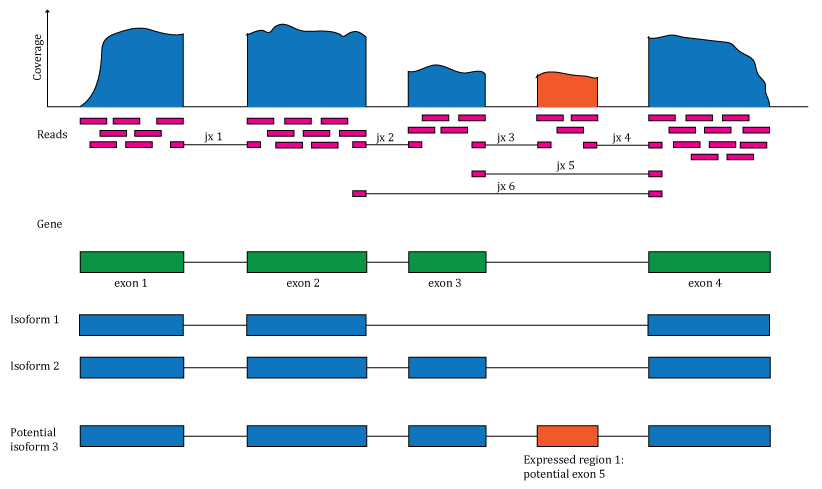 Coverage
Reads
jx 1
jx 2
jx 3
jx 4
jx 5
jx 6
Gene
exon 1
exon 2
exon 3
exon 4
Isoform 1
Isoform 2
Potential
isoform 3
Expressed region 1:
potential exon 5